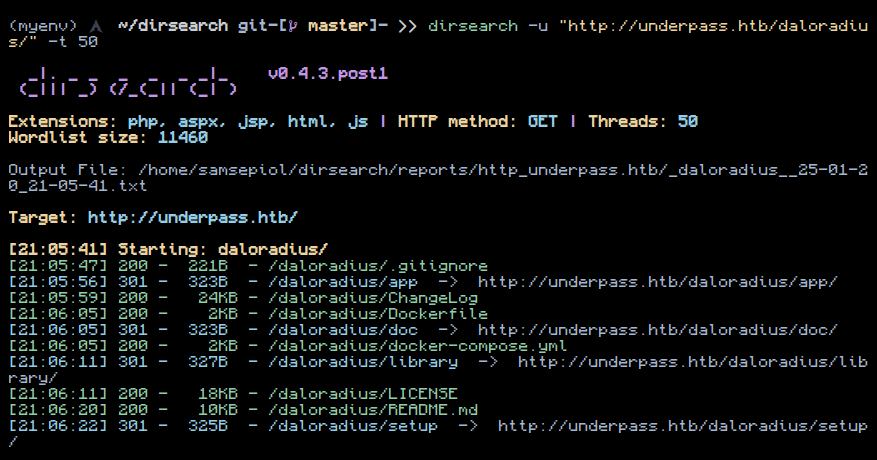 (myenv) ~/dirsearch git-[ master]- >> dirsearch -u "http://underpass.htb/daloradiu
s/" -t 50
v0.4.3.post1
Extensions: php, aspx, jsp, html, js | HTTP method: GET | Threads: 50
Wordlist size: 11460
Output File: /home/samsepiol/dirsearch/reports/http_underpass.htb/_daloradius__25-01-2
0_21-05-41.txt
Target: http://underpass.htb/
[21:05:41] Starting: daloradius/
[21:05:47] 200 -  221B  - /daloradius/.gitignore
[21:05:56] 301 -  323B  - /daloradius/app  ->  http://underpass.htb/daloradius/app/
[21:05:59] 200 -   24KB - /daloradius/ChangeLog
[21:06:05] 200 -    2KB - /daloradius/Dockerfile
[21:06:05] 301 -  323B  - /daloradius/doc  ->  http://underpass.htb/daloradius/doc/
[21:06:05] 200 -    2KB - /daloradius/docker-compose.yml
[21:06:11] 301 -  327B  - /daloradius/library  ->  http://underpass.htb/daloradius/lib
rary/
[21:06:11] 200 -   18KB - /daloradius/LICENSE
[21:06:20] 200 -   10KB - /daloradius/README.md
[21:06:22] 301 -  325B  - /daloradius/setup  ->  http://underpass.htb/daloradius/setup
/